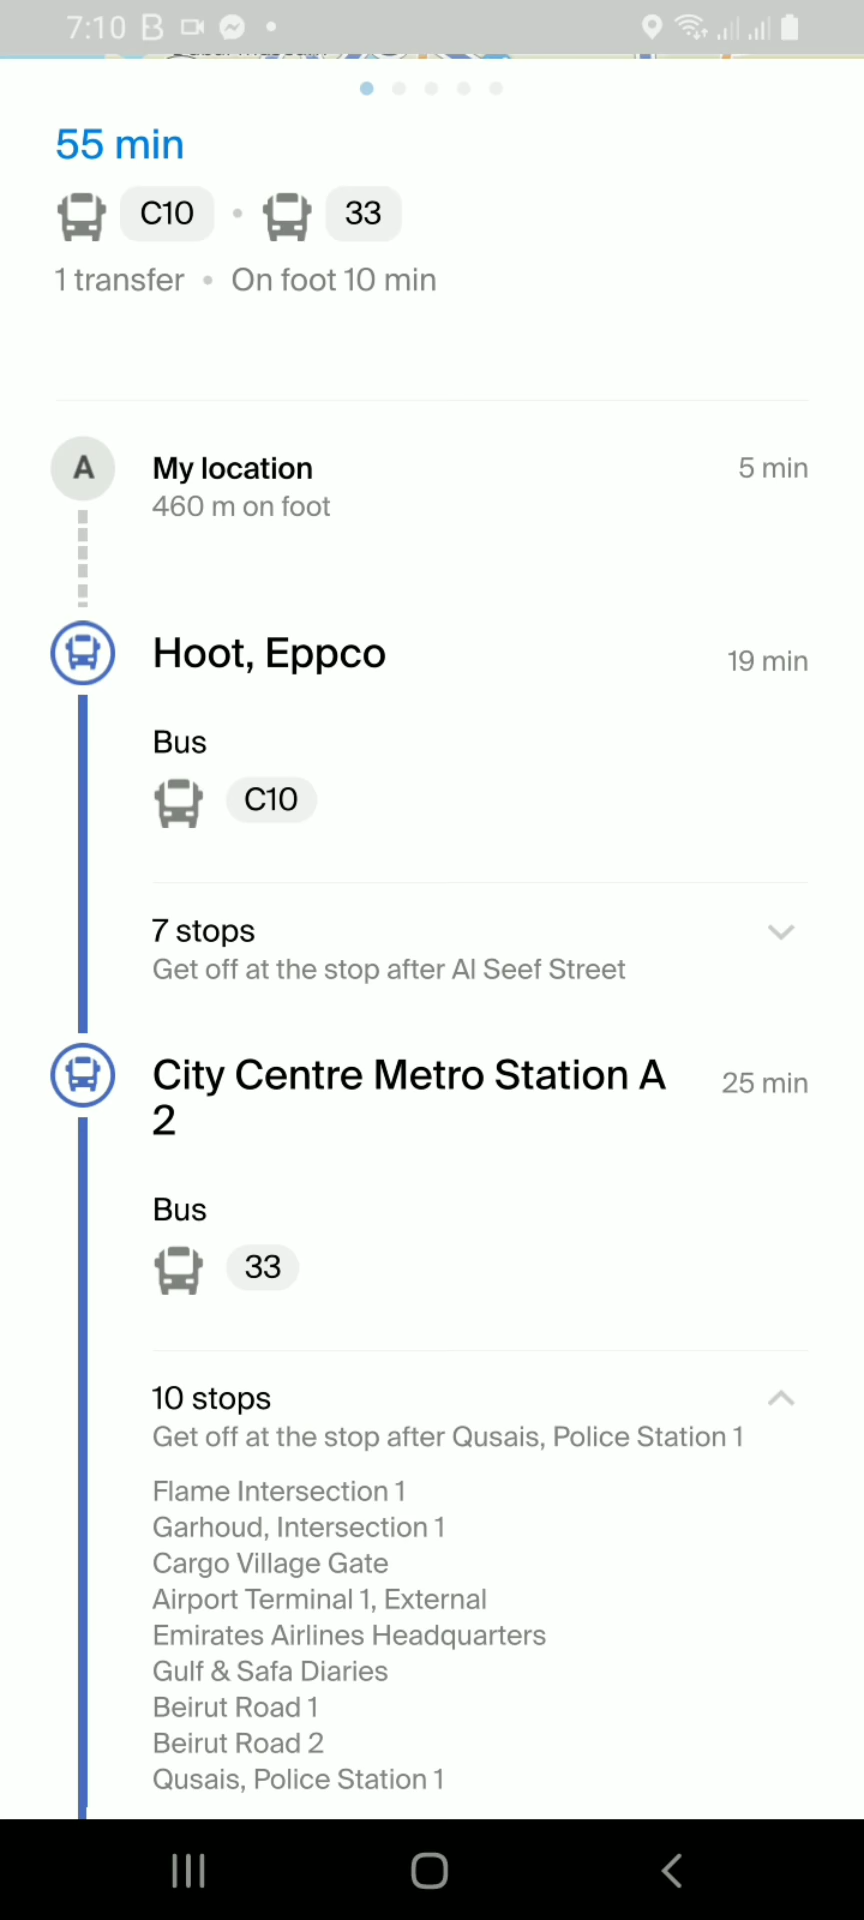 7:10
55 min
C10 • 33
1 transfer • On foot 10 min
A
My location 5 min
460 m on foot
Hoot, Eppco 19 min
Bus
C10
7 stops
Get off at the stop after Al Seef Street
City Centre Metro Station A 25 min
2
Bus
33
10 stops
Get off at the stop after Qusais, Police Station 1
Flame Intersection 1
Garhoud, Intersection 1
Cargo Village Gate
Airport Terminal 1, External
Emirates Airlines Headquarters
Gulf & Safa Diaries
Beirut Road 1
Beirut Road 2
Qusais, Police Station 1